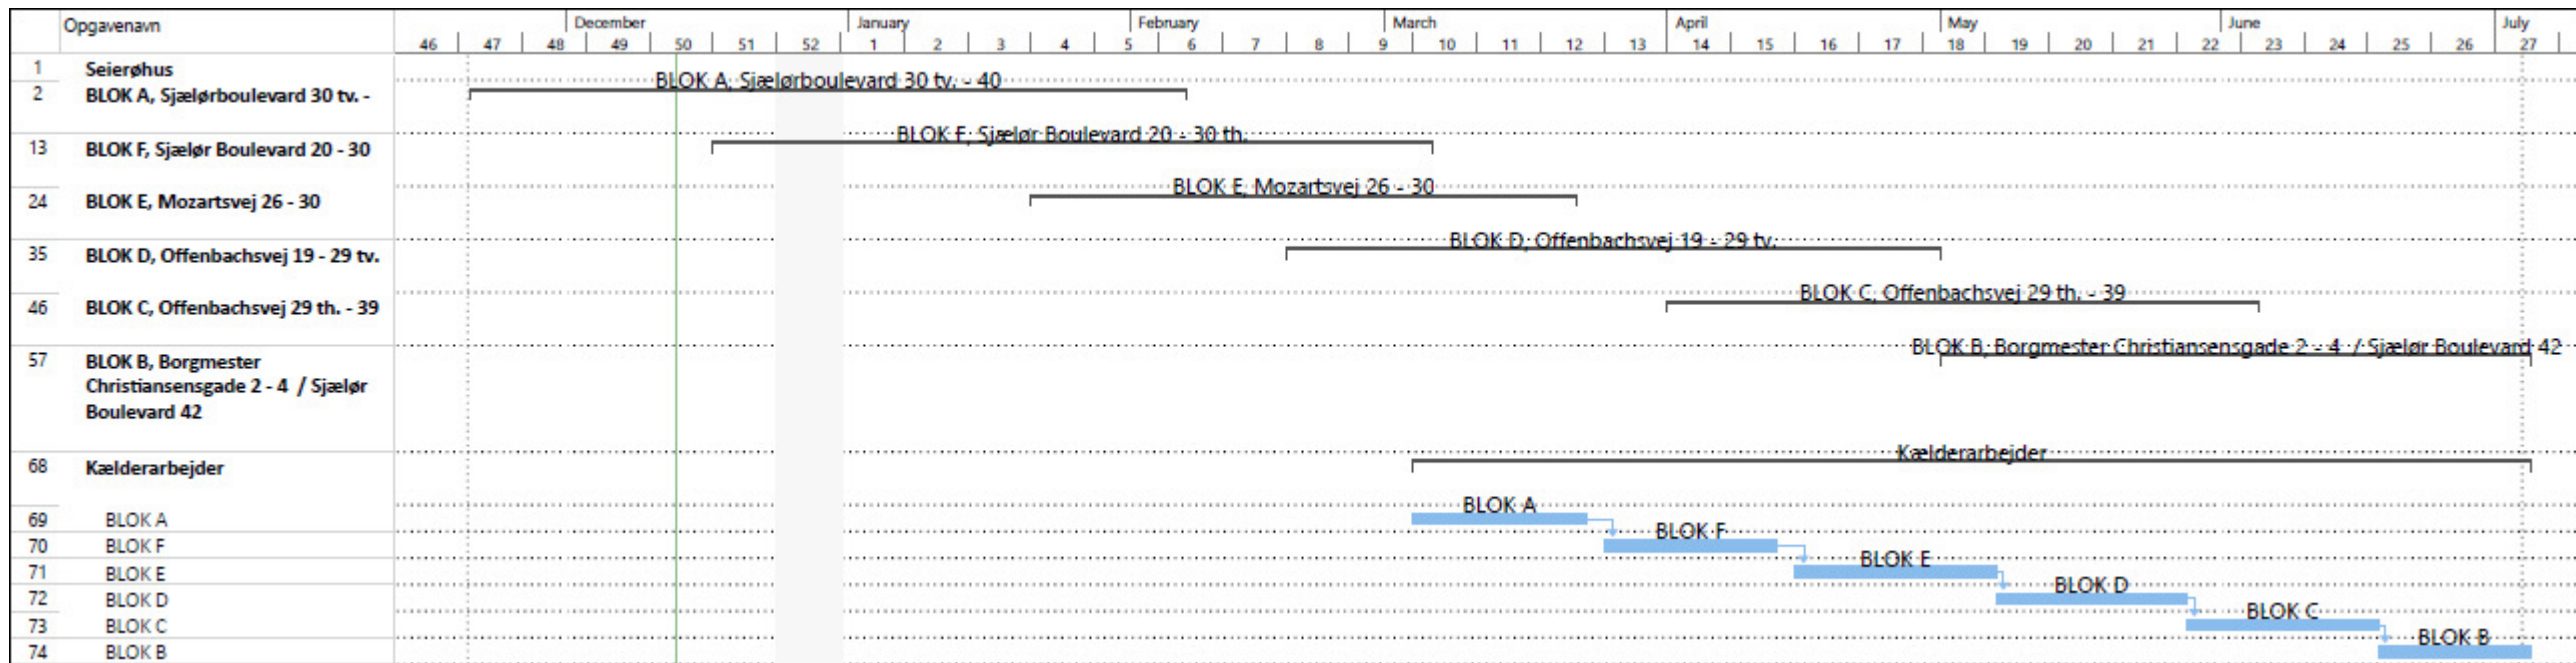 Opgavenavn
December January February March April May June July
46 47 48 49 50 51 52 1 2 3 4 5 6 7 8 9 10 11 12 13 14 15 16 17 18 19 20 21 22 23 24 25 26 27
1 Seierøhus
BLOK A, Sjælørboulevard 30 tv. - 40
2 BLOK A, Sjælørboulevard 30 tv. -
BLOK F, Sjælør Boulevard 20 - 30 th.
13 BLOK F, Sjælør Boulevard 20 - 30
BLOK E, Mozartsvej 26 - 30
24 BLOK E, Mozartsvej 26 - 30
BLOK D, Offenbachsvej 19 - 29 tv.
35 BLOK D, Offenbachsvej 19 - 29 tv.
BLOK C, Offenbachsvej 29 th. - 39
46 BLOK C, Offenbachsvej 29 th. - 39
BLOK B, Borgmester Christiansensgade 2 - 4 / Sjælør Boulevard 42
57 BLOK B, Borgmester
Christiansensgade 2 - 4 / Sjælør
Boulevard 42
Kælderarbejder
68 Kælderarbejder
BLOK A
69 BLOK A
BLOK F
70 BLOK F
BLOK E
71 BLOK E
BLOK D
72 BLOK D
BLOK C
73 BLOK C
BLOK B
74 BLOK B